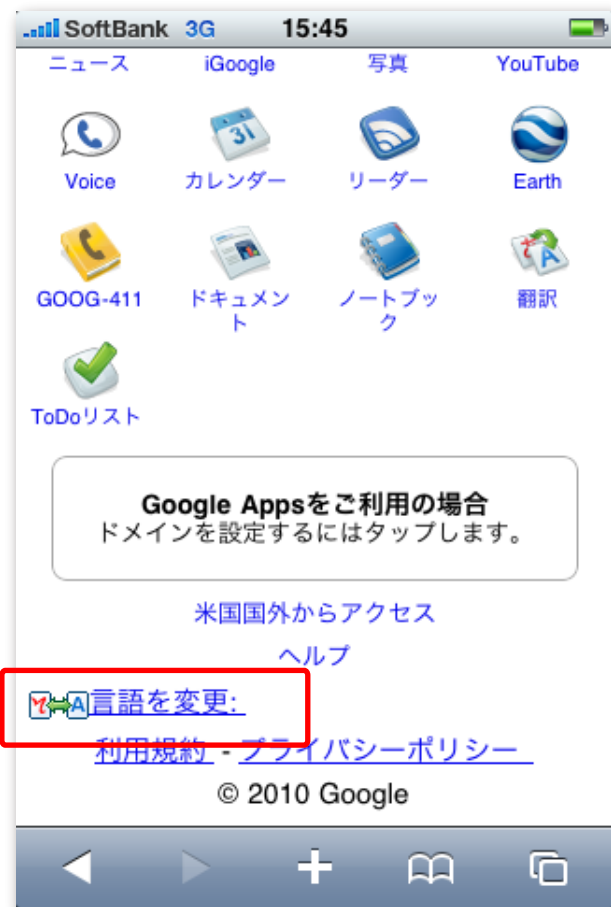 SoftBank 3G 15:45
ニュース iGoogle 写真 YouTube
31
Voice カレンダー リーダー Earth
GOOG-411 ドキュメン ノートブッ 翻訳
ト ク
ToDoリスト
Google Appsをご利用の場合
ドメインを設定するにはタップします。
米国国外からアクセス
ヘルプ
言語を変更:
利用規約 - プライバシーポリシー
© 2010 Google